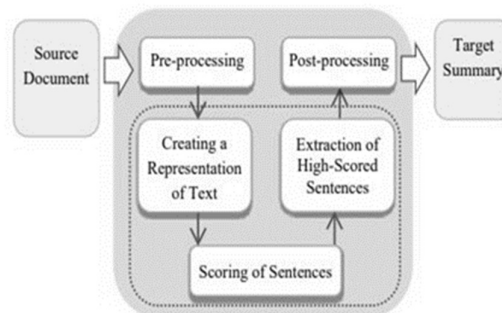 Source
Document
Pre-processing
Post-processing
Target
Summary
Creating a
Representation
of Text
Extraction of
High-Scored
Sentences
Scoring of Sentences